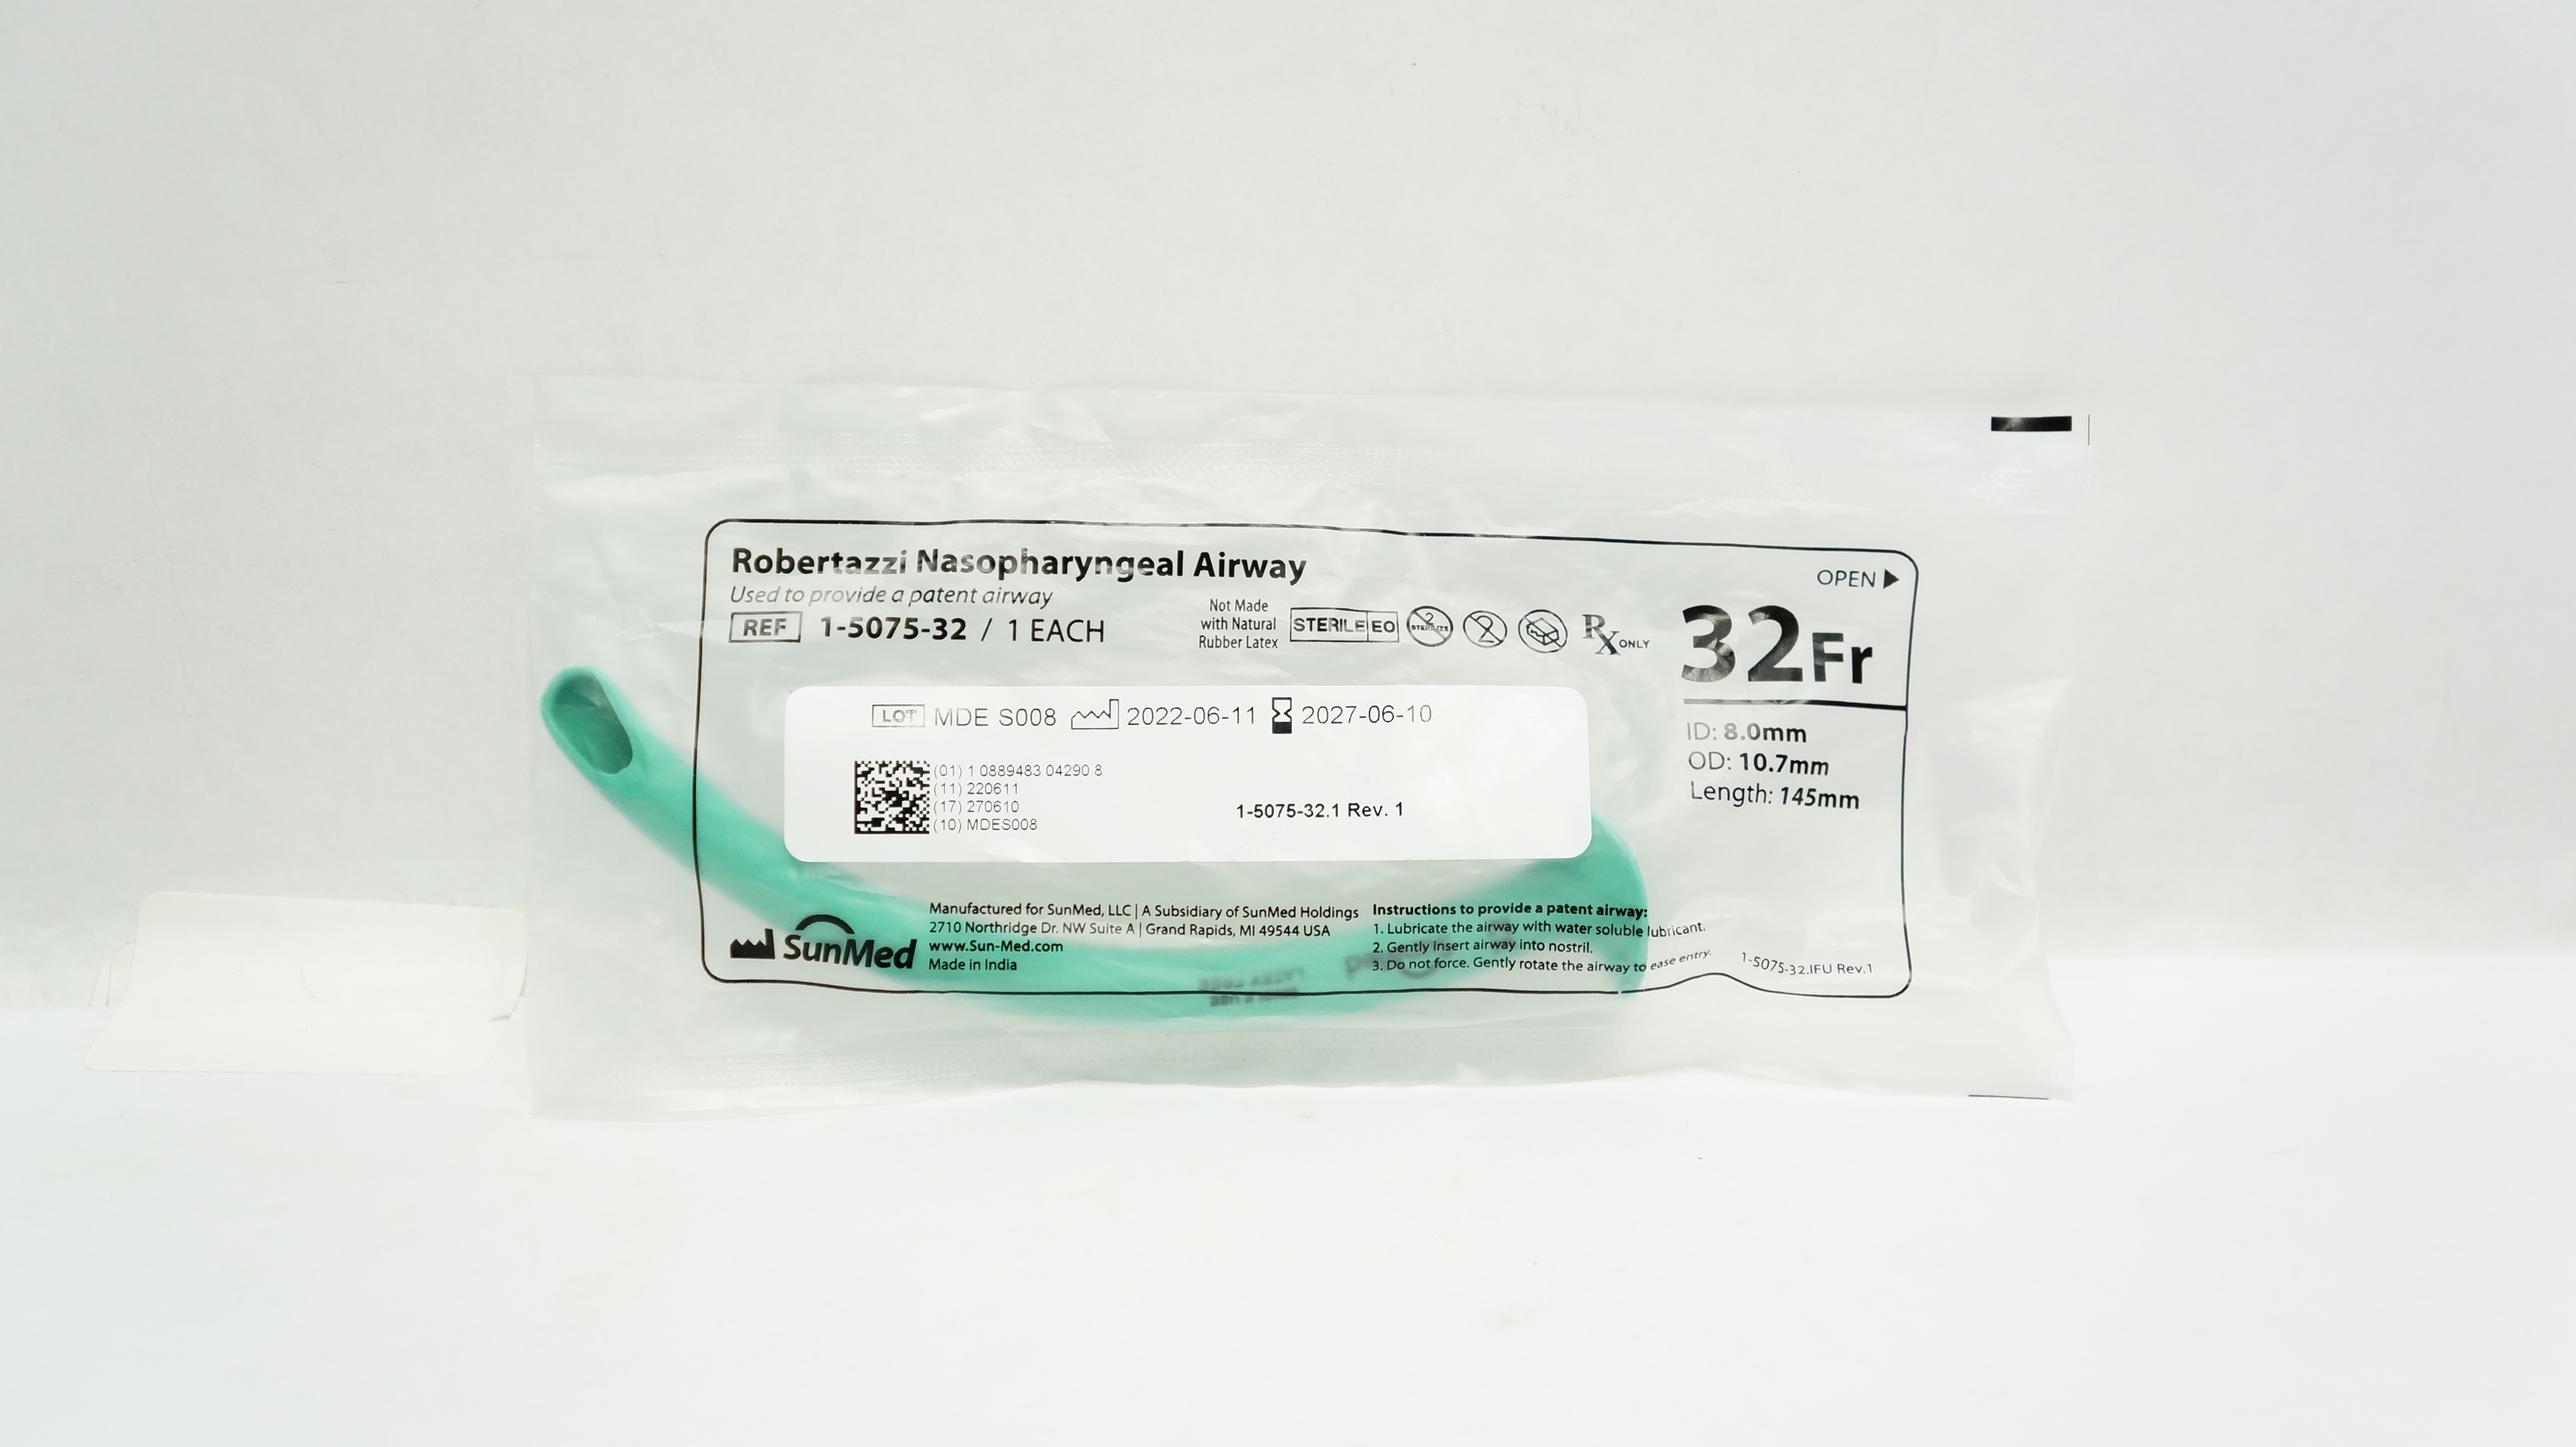 Robertazzi Nasopharyngeal Airway
Used to provide a patent airway
REF 1-5075-32 / 1 EACH
Not Made
with Natural
Rubber Latex
STERILE EO
2
STERILIZE
2
Rx ONLY
OPEN
32Fr
ID: 8.0mm
OD: 10.7mm
Length: 145mm
LOT MDE S008 2022-06-11 2027-06-10
(01) 1 0889483 04290 8
(11) 220611
(17) 270610
(10) MDES008
1-5075-32.1 Rev. 1
SunMed
Manufactured for SunMed, LLC | A Subsidiary of SunMed Holdings
2710 Northridge Dr. NW Suite A | Grand Rapids, MI 49544 USA
www.Sun-Med.com
Made in India
Instructions to provide a patent airway:
1. Lubricate the airway with water soluble lubricant.
2. Gently insert airway into nostril.
3. Do not force. Gently rotate the airway to ease entry.
1-5075-32.IFU Rev.1